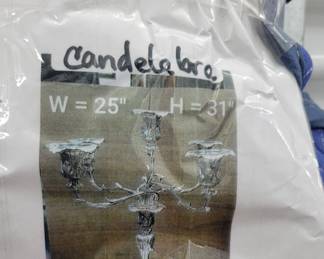 Candelabra
W = 25" H = 31"